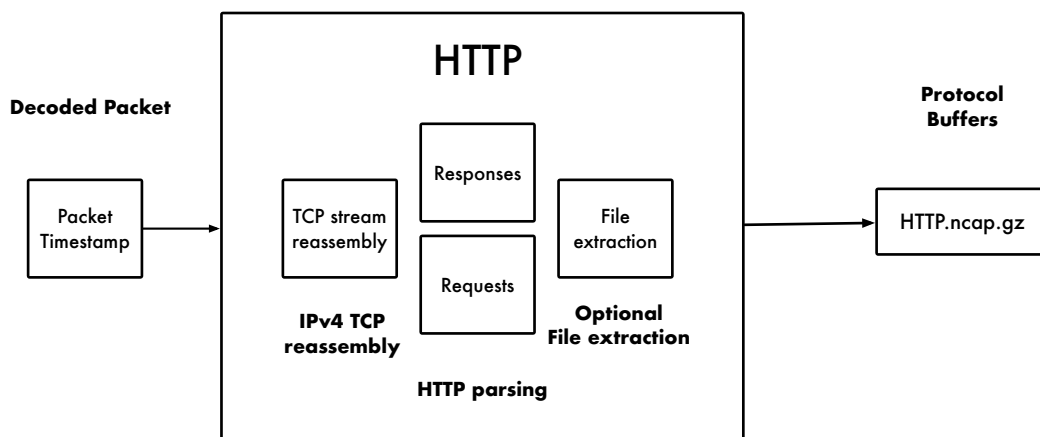 HTTP
Decoded Packet
Packet
Timestamp
TCP stream
reassembly
IPv4 TCP
reassembly
Responses
Requests
HTTP parsing
File
extraction
Optional
File extraction
Protocol
Buffers
HTTP.ncap.gz